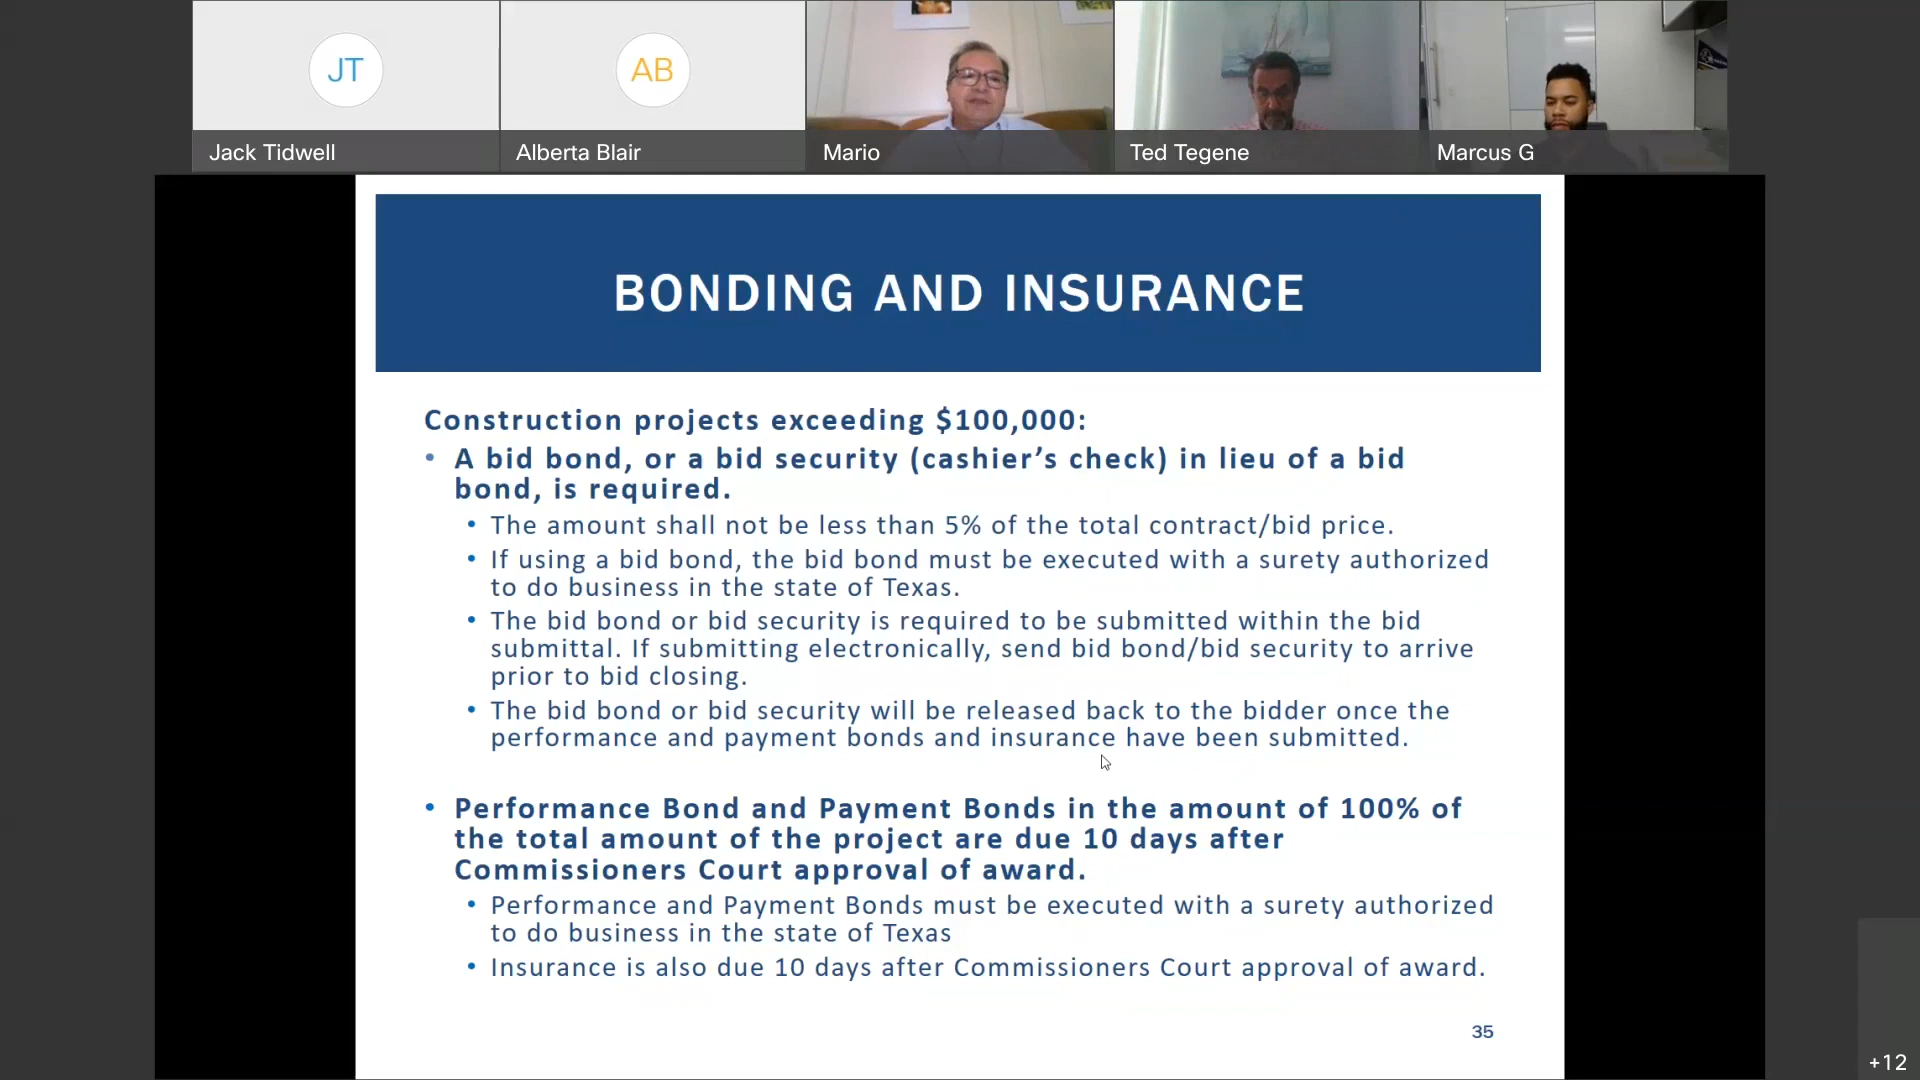 JT
AB
Jack Tidwell
Alberta Blair
Mario
Ted Tegene
Marcus G
BONDING AND INSURANCE
Construction projects exceeding $100,000:
• A bid bond, or a bid security (cashier’s check) in lieu of a bid
bond, is required.
• The amount shall not be less than 5% of the total contract/bid price.
• If using a bid bond, the bid bond must be executed with a surety authorized
to do business in the state of Texas.
• The bid bond or bid security is required to be submitted within the bid
submittal. If submitting electronically, send bid bond/bid security to arrive
prior to bid closing.
• The bid bond or bid security will be released back to the bidder once the
performance and payment bonds and insurance have been submitted.
• Performance Bond and Payment Bonds in the amount of 100% of
the total amount of the project are due 10 days after
Commissioners Court approval of award.
• Performance and Payment Bonds must be executed with a surety authorized
to do business in the state of Texas
• Insurance is also due 10 days after Commissioners Court approval of award.
35
+12